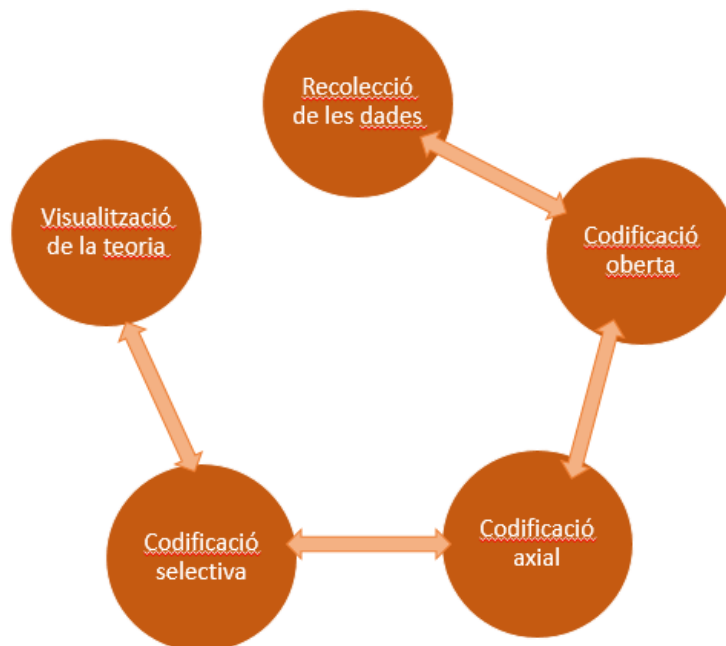 Recolecció
de les dades
Codificació
oberta
Codificació
axial
Codificació
selectiva
Visualització
de la teoria